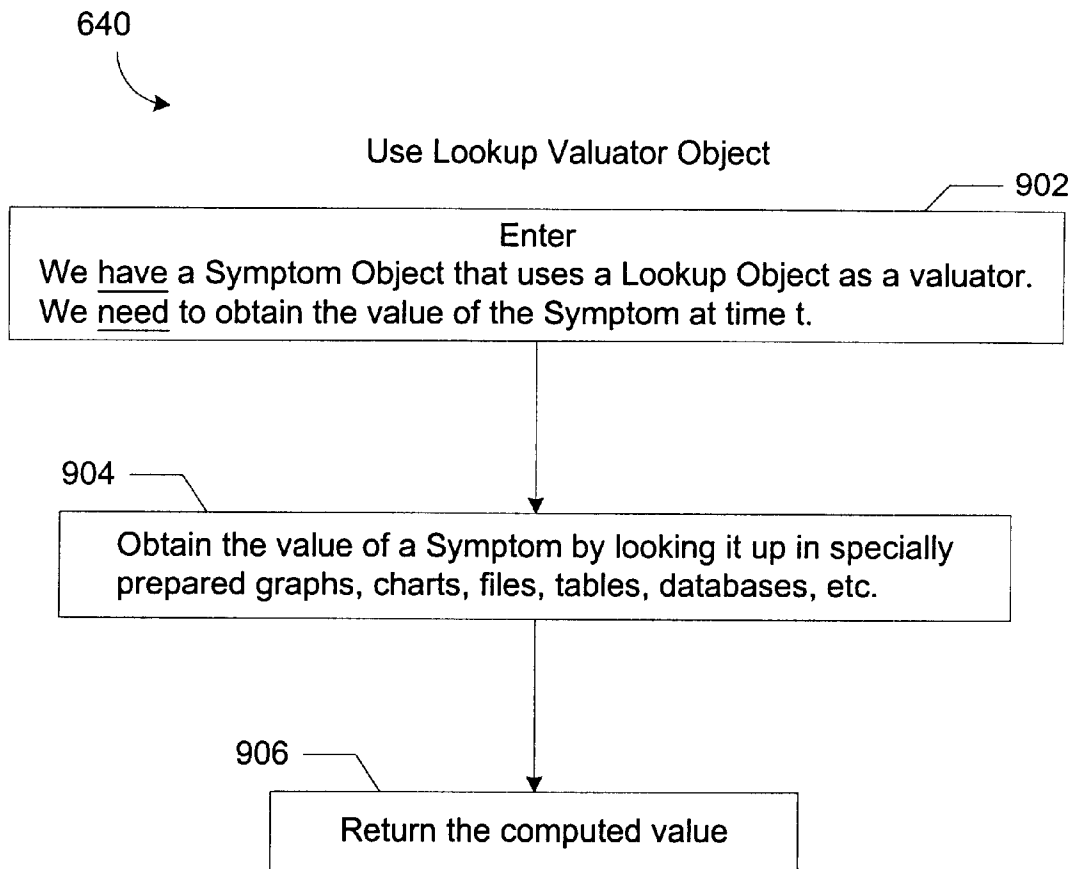 640
Use Lookup Valuator Object
902
Enter
We have a Symptom Object that uses a Lookup Object as a valuator.
We need to obtain the value of the Symptom at time t.
904
Obtain the value of a Symptom by looking it up in specially
prepared graphs, charts, files, tables, databases, etc.
906
Return the computed value